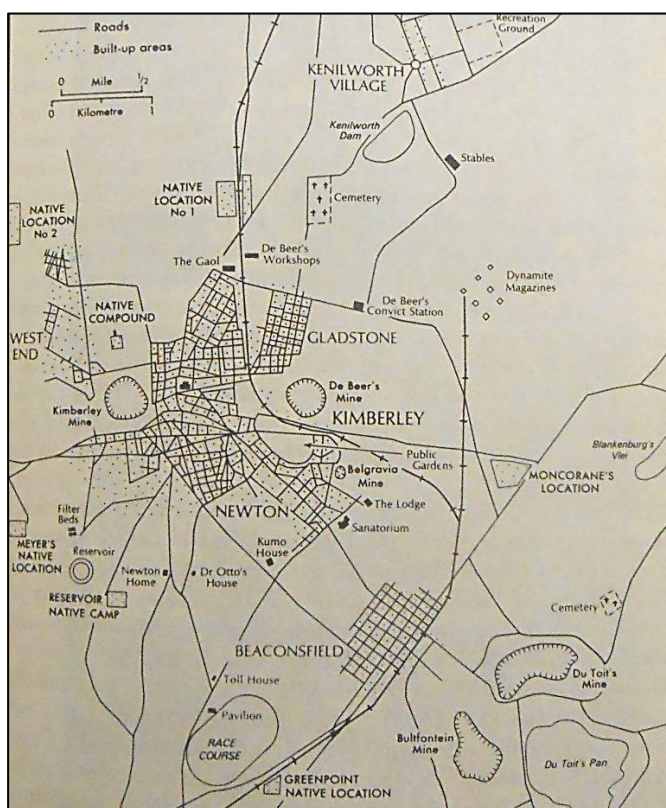 Roads
Built-up areas
0 Mile 1/2
0 Kilometre 1
Recreation
Ground
KENILWORTH
VILLAGE
Kenilworth
Dam
Stables
NATIVE
LOCATION
No 1
NATIVE
LOCATION
No 2
Cemetery
The Gaol
De Beer's
Workshops
Dynamite
Magazines
De Beer's
Convict Station
NATIVE
COMPOUND
GLADSTONE
WEST
END
De Beer's
Mine
Kimberley
Mine
KIMBERLEY
Blankenburg's
Vlei
Public
Gardens
Belgravia
Mine
MONCORANE'S
LOCATION
The Lodge
NEWTON
Sanatorium
Filter
Beds
MEYER'S
NATIVE
LOCATION
Reservoir
Kumo
House
Newton
Home
Dr Otto's
House
RESERVOIR
NATIVE CAMP
Cemetery
BEACONSFIELD
Toll House
Du Toit's
Mine
Pavilion
RACE
COURSE
Bultfontein
Mine
Du Toit's Pan
GREENPOINT
NATIVE LOCATION